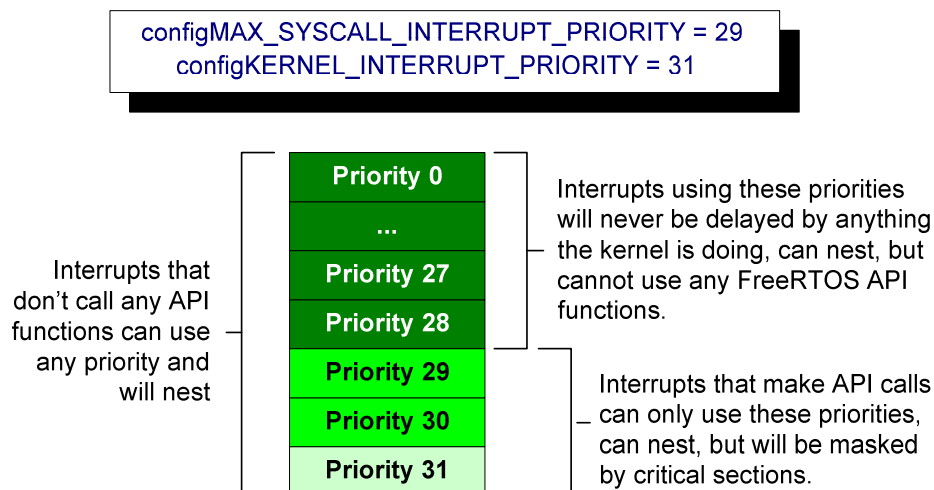 configMAX_SYSCALL_INTERRUPT_PRIORITY = 29
configKERNEL_INTERRUPT_PRIORITY = 31
Priority 0
...
Priority 27
Priority 28
Priority 29
Priority 30
Priority 31
Interrupts that
don't call any API
functions can use
any priority and
will nest
Interrupts using these priorities
will never be delayed by anything
the kernel is doing, can nest, but
cannot use any FreeRTOS API
functions.
Interrupts that make API calls
can only use these priorities,
can nest, but will be masked
by critical sections.